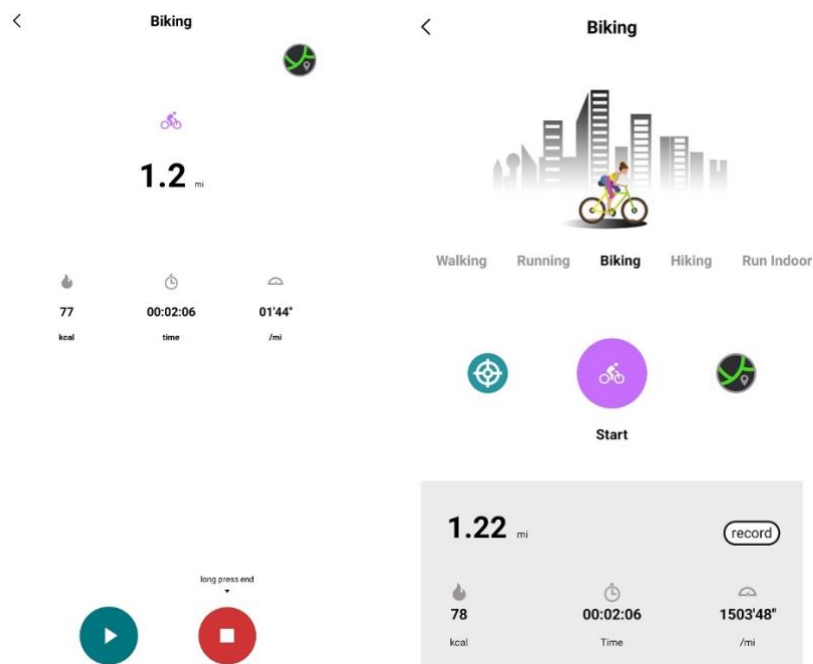 Biking
1.2 mi
77
00:02:06
01'44"
kcal
time
/mi
long press end
Biking
Walking Running Biking Hiking Run Indoor
Start
1.22 mi
record
78
00:02:06
1503'48"
kcal
Time
/mi